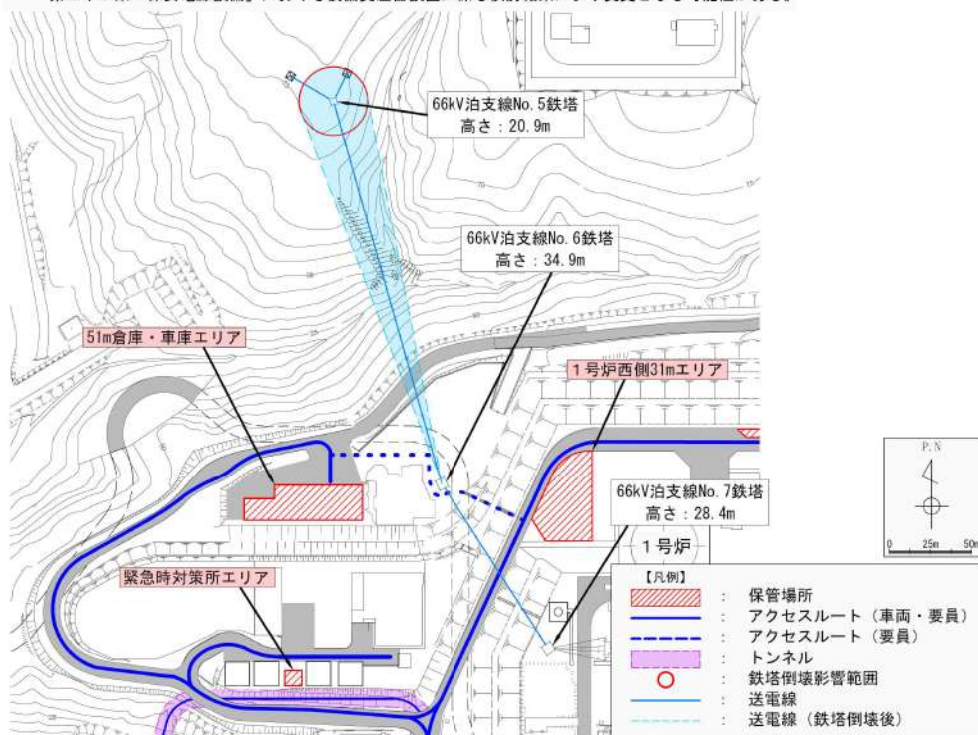 66kV泊支線No.5鉄塔
高さ：20.9m
66kV泊支線No.6鉄塔
高さ：34.9m
51m倉庫・車庫エリア
1号炉西側31mエリア
66kV泊支線No.7鉄塔
高さ：28.4m
P.N
0 25m 50m
1号炉
緊急時対策所エリア
【凡例】
： 保管場所
： アクセスルート（車両・要員）
： アクセスルート（要員）
： トンネル
： 鉄塔倒壊影響範囲
： 送電線
： 送電線（鉄塔倒壊後）